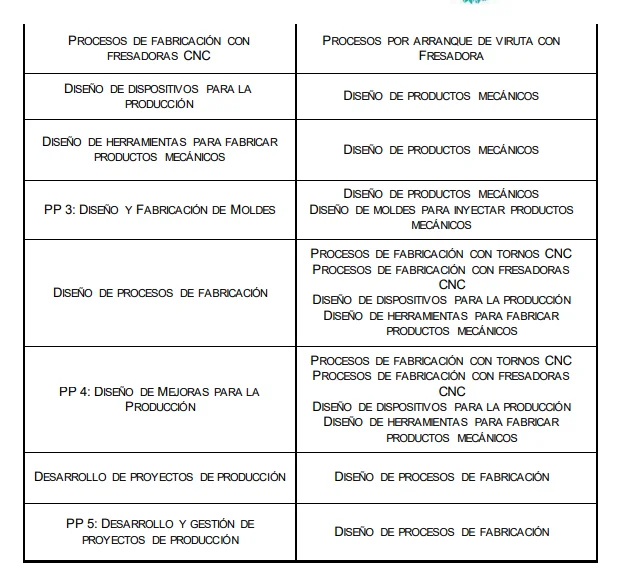 PROCESOS DE FABRICACIÓN CON
FRESADORAS CNC
PROCESOS POR ARRANQUE DE VIRUTA CON
FRESADORA
DISEÑO DE DISPOSITIVOS PARA LA
PRODUCCIÓN
DISEÑO DE PRODUCTOS MECÁNICOS
DISEÑO DE HERRAMIENTAS PARA FABRICAR
PRODUCTOS MECÁNICOS
DISEÑO DE PRODUCTOS MECÁNICOS
PP 3: DISEÑO Y FABRICACIÓN DE MOLDES
DISEÑO DE PRODUCTOS MECÁNICOS
DISEÑO DE MOLDES PARA INYECTAR PRODUCTOS
MECÁNICOS
DISEÑO DE PROCESOS DE FABRICACIÓN
PROCESOS DE FABRICACIÓN CON TORNOS CNC
PROCESOS DE FABRICACIÓN CON FRESADORAS
CNC
DISEÑO DE DISPOSITIVOS PARA LA PRODUCCIÓN
DISEÑO DE HERRAMIENTAS PARA FABRICAR
PRODUCTOS MECÁNICOS
PP 4: DISEÑO DE MEJORAS PARA LA
PRODUCCIÓN
PROCESOS DE FABRICACIÓN CON TORNOS CNC
PROCESOS DE FABRICACIÓN CON FRESADORAS
CNC
DISEÑO DE DISPOSITIVOS PARA LA PRODUCCIÓN
DISEÑO DE HERRAMIENTAS PARA FABRICAR
PRODUCTOS MECÁNICOS
DESARROLLO DE PROYECTOS DE PRODUCCIÓN
DISEÑO DE PROCESOS DE FABRICACIÓN
PP 5: DESARROLLO Y GESTIÓN DE
PROYECTOS DE PRODUCCIÓN
DISEÑO DE PROCESOS DE FABRICACIÓN